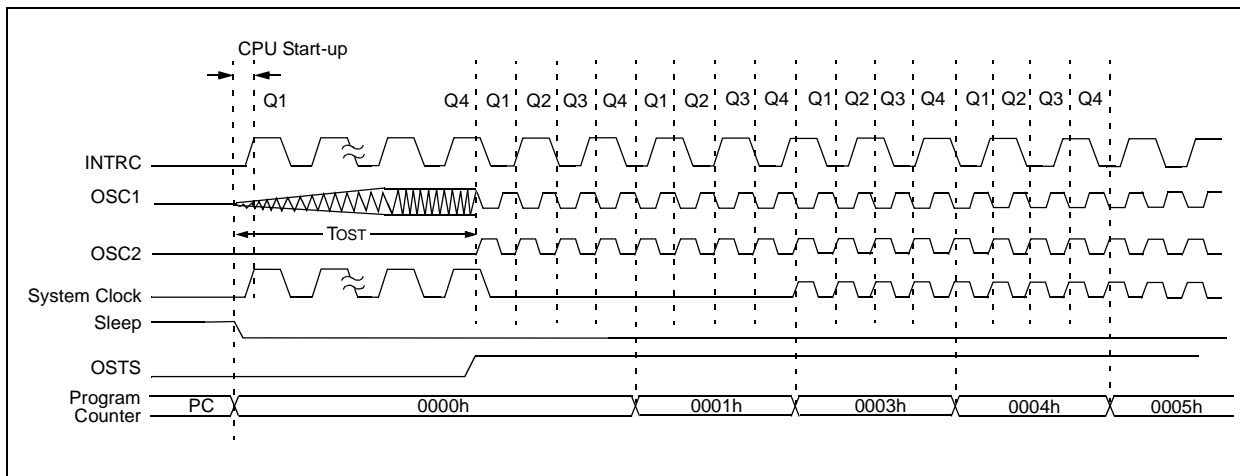 CPU Start-up
Q1 Q4 Q1 Q2 Q3 Q4 Q1 Q2 Q3 Q4 Q1 Q2 Q3 Q4 Q1 Q2 Q3 Q4
INTRC
OSC1
TOST
OSC2
System Clock
Sleep
OSTS
Program
Counter
PC 0000h 0001h 0003h 0004h 0005h